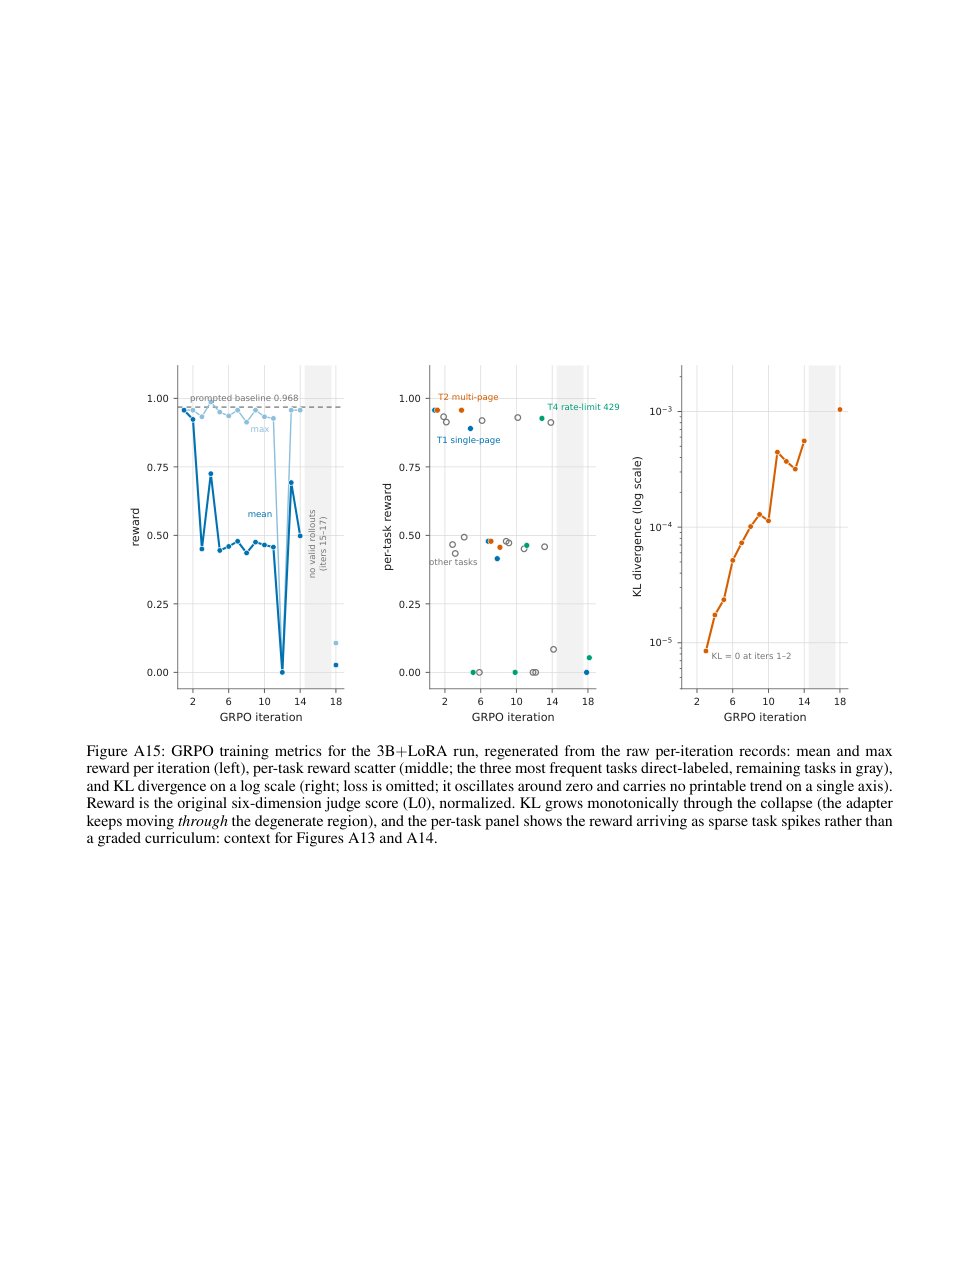 1.00
0.75
0.50
0.25
0.00
reward
prompted baseline 0.968
max
mean
no valid rollouts
(iters 15–17)
2 6 10 14 18
GRPO iteration
1.00
0.75
0.50
0.25
0.00
per-task reward
T2 multi-page
T4 rate-limit 429
T1 single-page
other tasks
2 6 10 14 18
GRPO iteration
10⁻³
10⁻⁴
10⁻⁵
KL divergence (log scale)
KL = 0 at iters 1–2
2 6 10 14 18
GRPO iteration
Figure A15: GRPO training metrics for the 3B+LoRA run, regenerated from the raw per-iteration records: mean and max
reward per iteration (left), per-task reward scatter (middle; the three most frequent tasks direct-labeled, remaining tasks in gray),
and KL divergence on a log scale (right; loss is omitted; it oscillates around zero and carries no printable trend on a single axis).
Reward is the original six-dimension judge score (L0), normalized. KL grows monotonically through the collapse (the adapter
keeps moving through the degenerate region), and the per-task panel shows the reward arriving as sparse task spikes rather than
a graded curriculum: context for Figures A13 and A14.